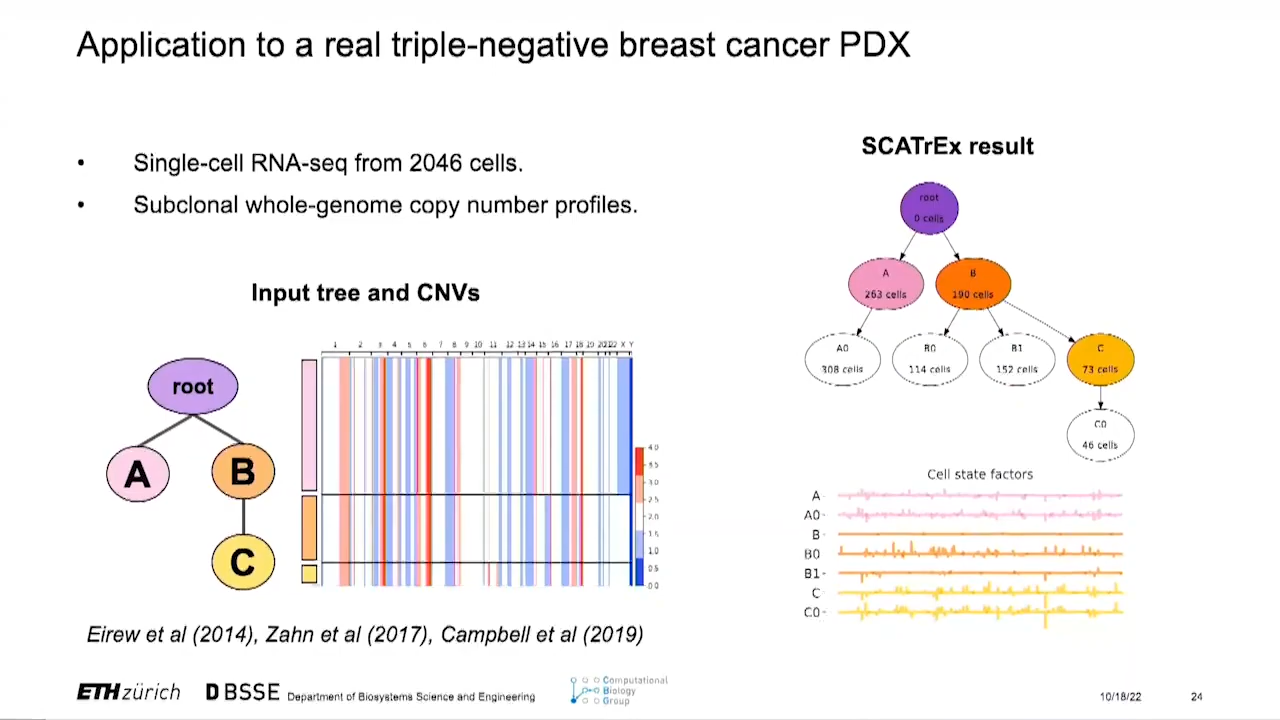 Application to a real triple-negative breast cancer PDX
• Single-cell RNA-seq from 2046 cells.
• Subclonal whole-genome copy number profiles.
Input tree and CNVs
root
A
B
C
1 2 3 4 5 6 7 8 9 10 11 12 13 14 15 16 17 18 19 20 21 22 X Y
4.0
3.5
3.0
2.5
2.0
1.5
1.0
0.5
0.0
Eirew et al (2014), Zahn et al (2017), Campbell et al (2019)
SCATrEx result
root
0 cells
A
263 cells
B
190 cells
A0
308 cells
B0
114 cells
B1
152 cells
C
73 cells
C0
46 cells
Cell state factors
A
A0
B
B0
B1
C
C0
ETH zürich
DBSSE Department of Biosystems Science and Engineering
Computational
Biology
Group
10/18/22
24